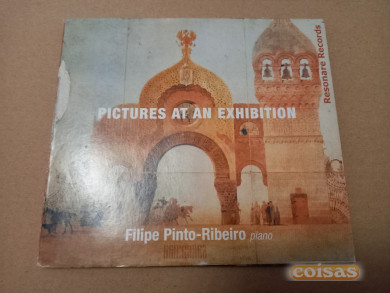 PICTURES AT AN EXHIBITION
Resonare Records
Filipe Pinto-Ribeiro piano
coisas